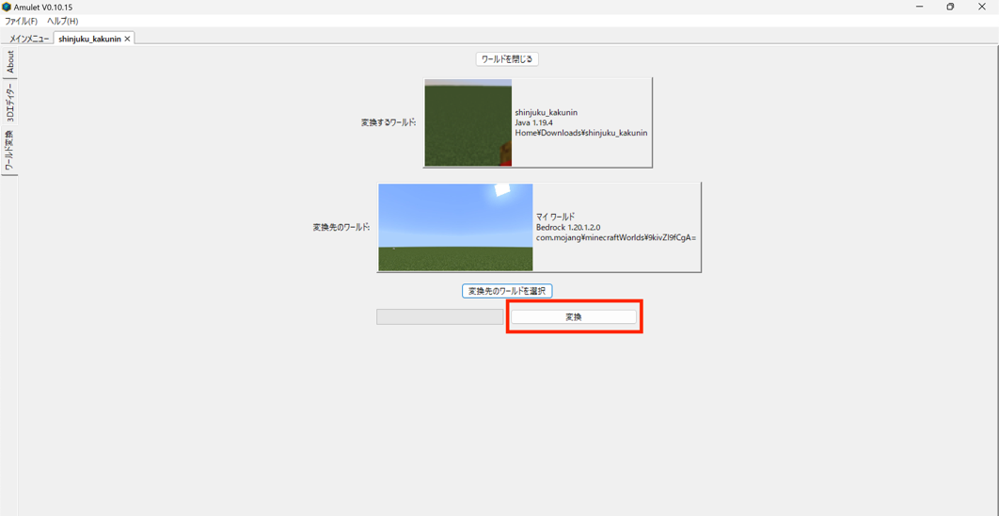 Amulet V0.10.15
ファイル(F) ヘルプ(H)
メインメニュー shinjuku_kakunin ✕
About
3Dエディター
ワールド変換
ワールドを閉じる
変換するワールド:
shinjuku_kakunin
Java 1.19.4
Home¥Downloads¥shinjuku_kakunin
変換先のワールド:
マイ ワールド
Bedrock 1.20.1.2.0
com.mojang¥minecraftWorlds¥9kivZI9fCgA=
変換先のワールドを選択
変換